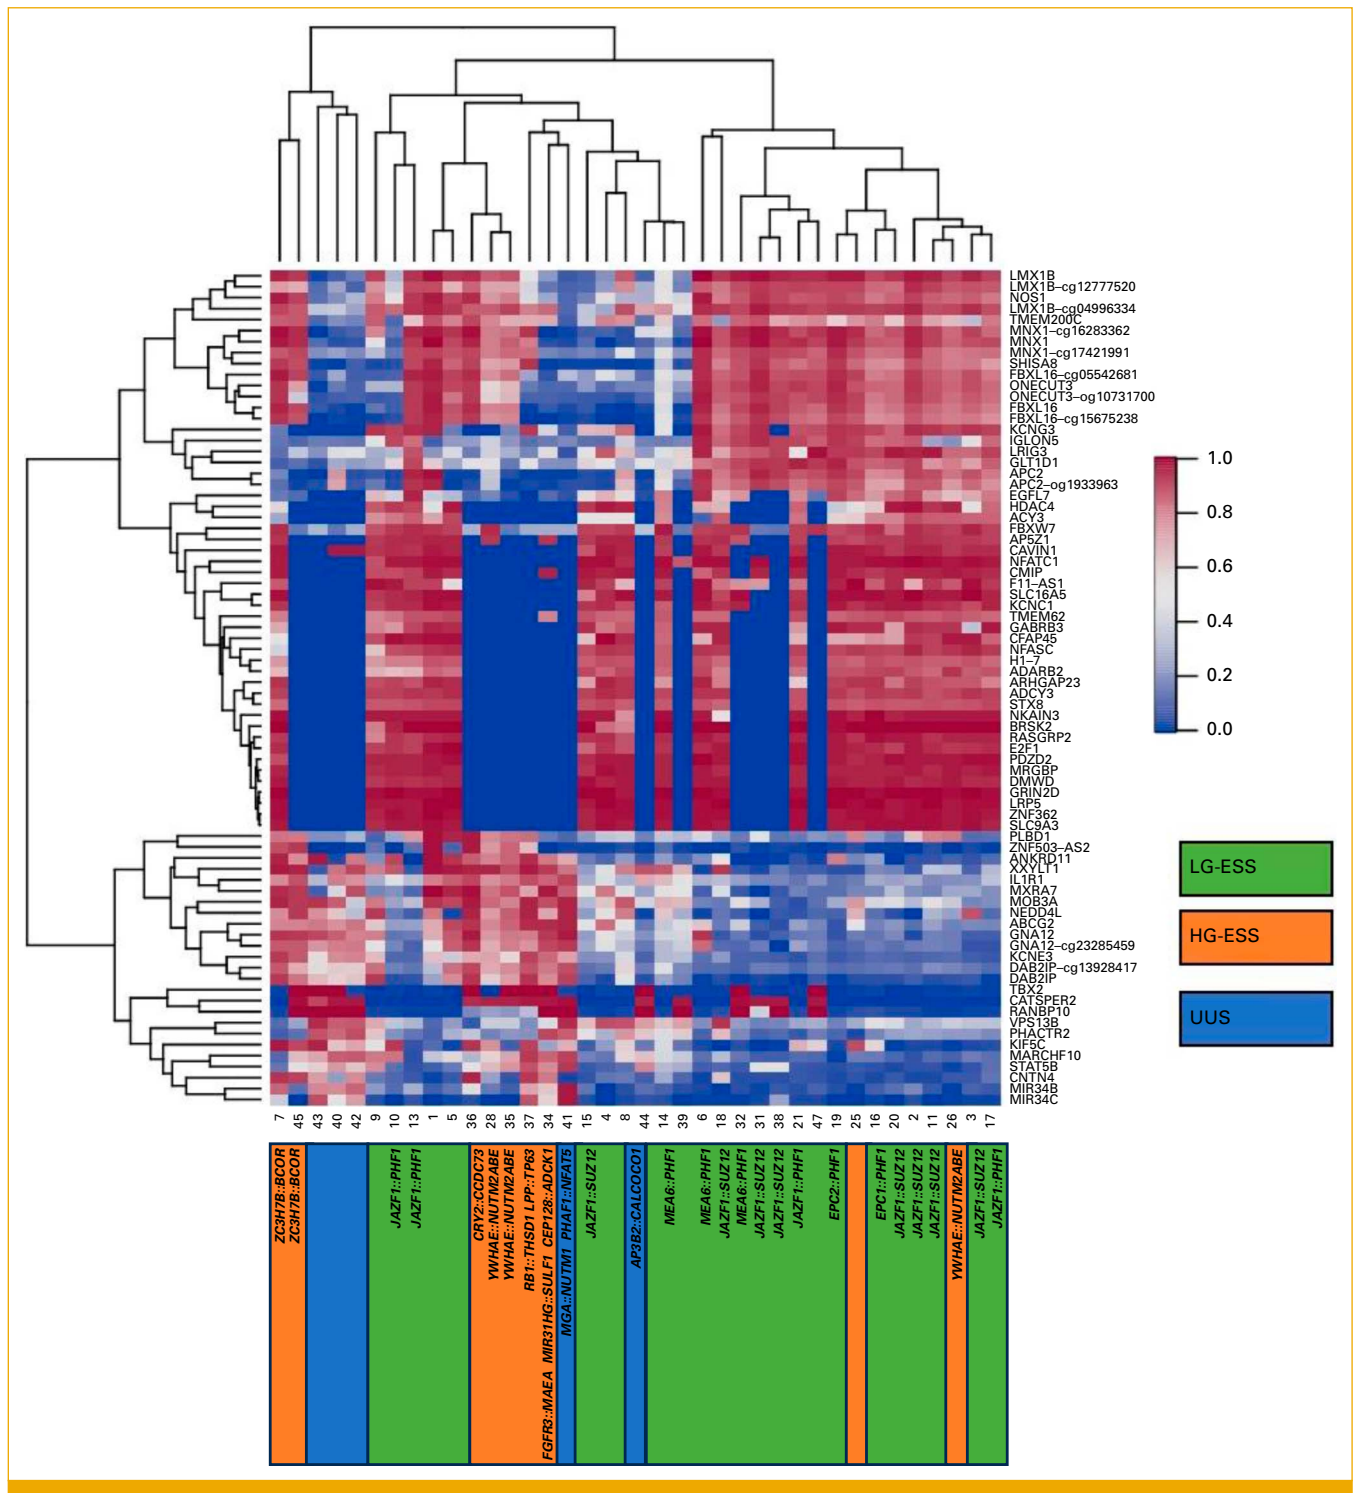 LMX1B
LMX1B–cg12777520
NOS1
LMX1B–cg04996334
TMEM200C
MNX1–cg16283362
MNX1
MNX1–cg17421991
SHISA8
FBXL16–cg05542681
ONECUT3
ONECUT3–og10731700
FBXL16
FBXL16–cg15675238
KCNG3
IGLON5
LRIG3
GLT1D1
APC2
APC2–og1933963
EGFL7
HDAC4
ACY3
FBXW7
AP5Z1
CAVIN1
NFATC1
CMIP
F11–AS1
SLC16A5
KCNC1
TMEM62
GABRB3
CFAP45
NFASC
H1–7
ADARB2
ARHGAP23
ADCY3
STX8
NKAIN3
BRSK2
RASGRP2
E2F1
PDZD2
MRGBP
DMWD
GRIN2D
LRP5
ZNF362
SLC9A3
PLBD1
ZNF503–AS2
ANKRD11
XXYLT1
IL1R1
MXRA7
MOB3A
NEDD4L
ABCG2
GNA12
GNA12–cg23285459
KCNE3
DAB2IP–cg13928417
DAB2IP
TBX2
CATSPER2
RANBP10
VPS13B
PHACTR2
KIF5C
MARCHF10
STAT5B
CNTN4
MIR34B
MIR34C
1.0
0.8
0.6
0.4
0.2
0.0
LG-ESS
HG-ESS
UUS
7
45
43
40
42
9
10
13
1
5
36
28
35
37
34
41
15
4
8
44
14
39
6
18
32
31
38
21
47
19
25
16
20
2
11
26
3
17
ZC3H7B::BCOR
ZC3H7B::BCOR
JAZF1::PHF1
JAZF1::PHF1
CRY2::CCDC73
YWHAE::NUTM2ABE
YWHAE::NUTM2ABE
RB1::THSD1 LPP::TP63
FGFR3::MAEA MIR31HG::SULF1 CEP128::ADCK1
MGA::NUTM1 PHAF1::NFAT5
JAZF1::SUZ12
AP3B2::CALCOCO1
MEA6::PHF1
MEA6::PHF1
JAZF1::SUZ12
MEA6::PHF1
JAZF1::SUZ12
JAZF1::SUZ12
JAZF1::PHF1
EPC2::PHF1
EPC1::PHF1
JAZF1::SUZ12
JAZF1::SUZ12
JAZF1::SUZ12
YWHAE::NUTM2ABE
JAZF1::SUZ12
JAZF1::PHF1